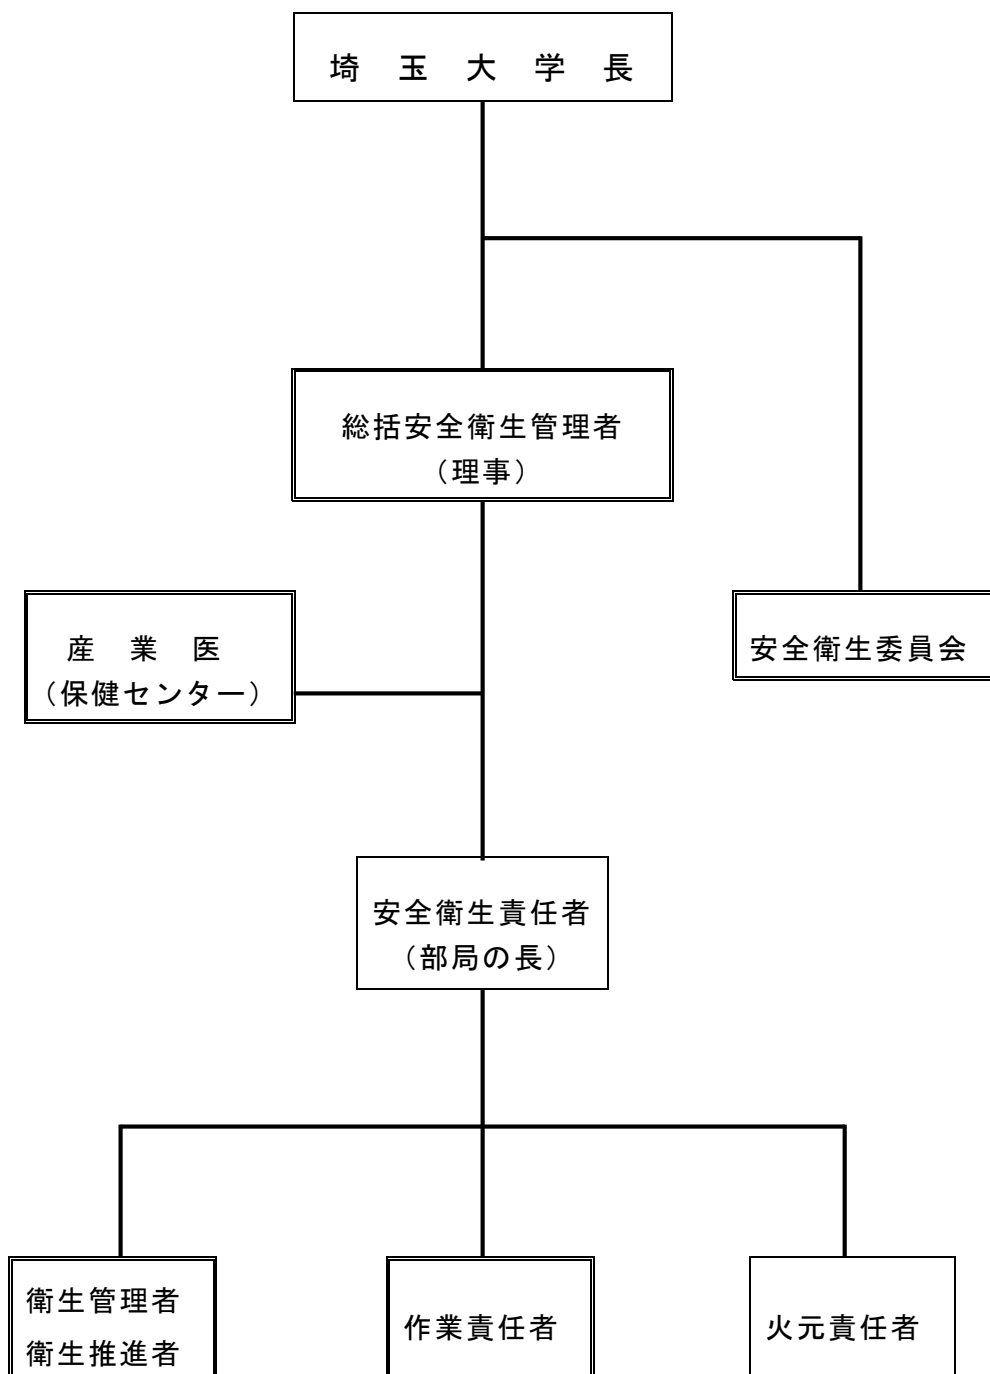 埼　玉　大　学　長
総括安全衛生管理者
（理事）
産　業　医
（保健センター）
安全衛生委員会
安全衛生責任者
（部局の長）
衛生管理者
衛生推進者
作業責任者
火元責任者